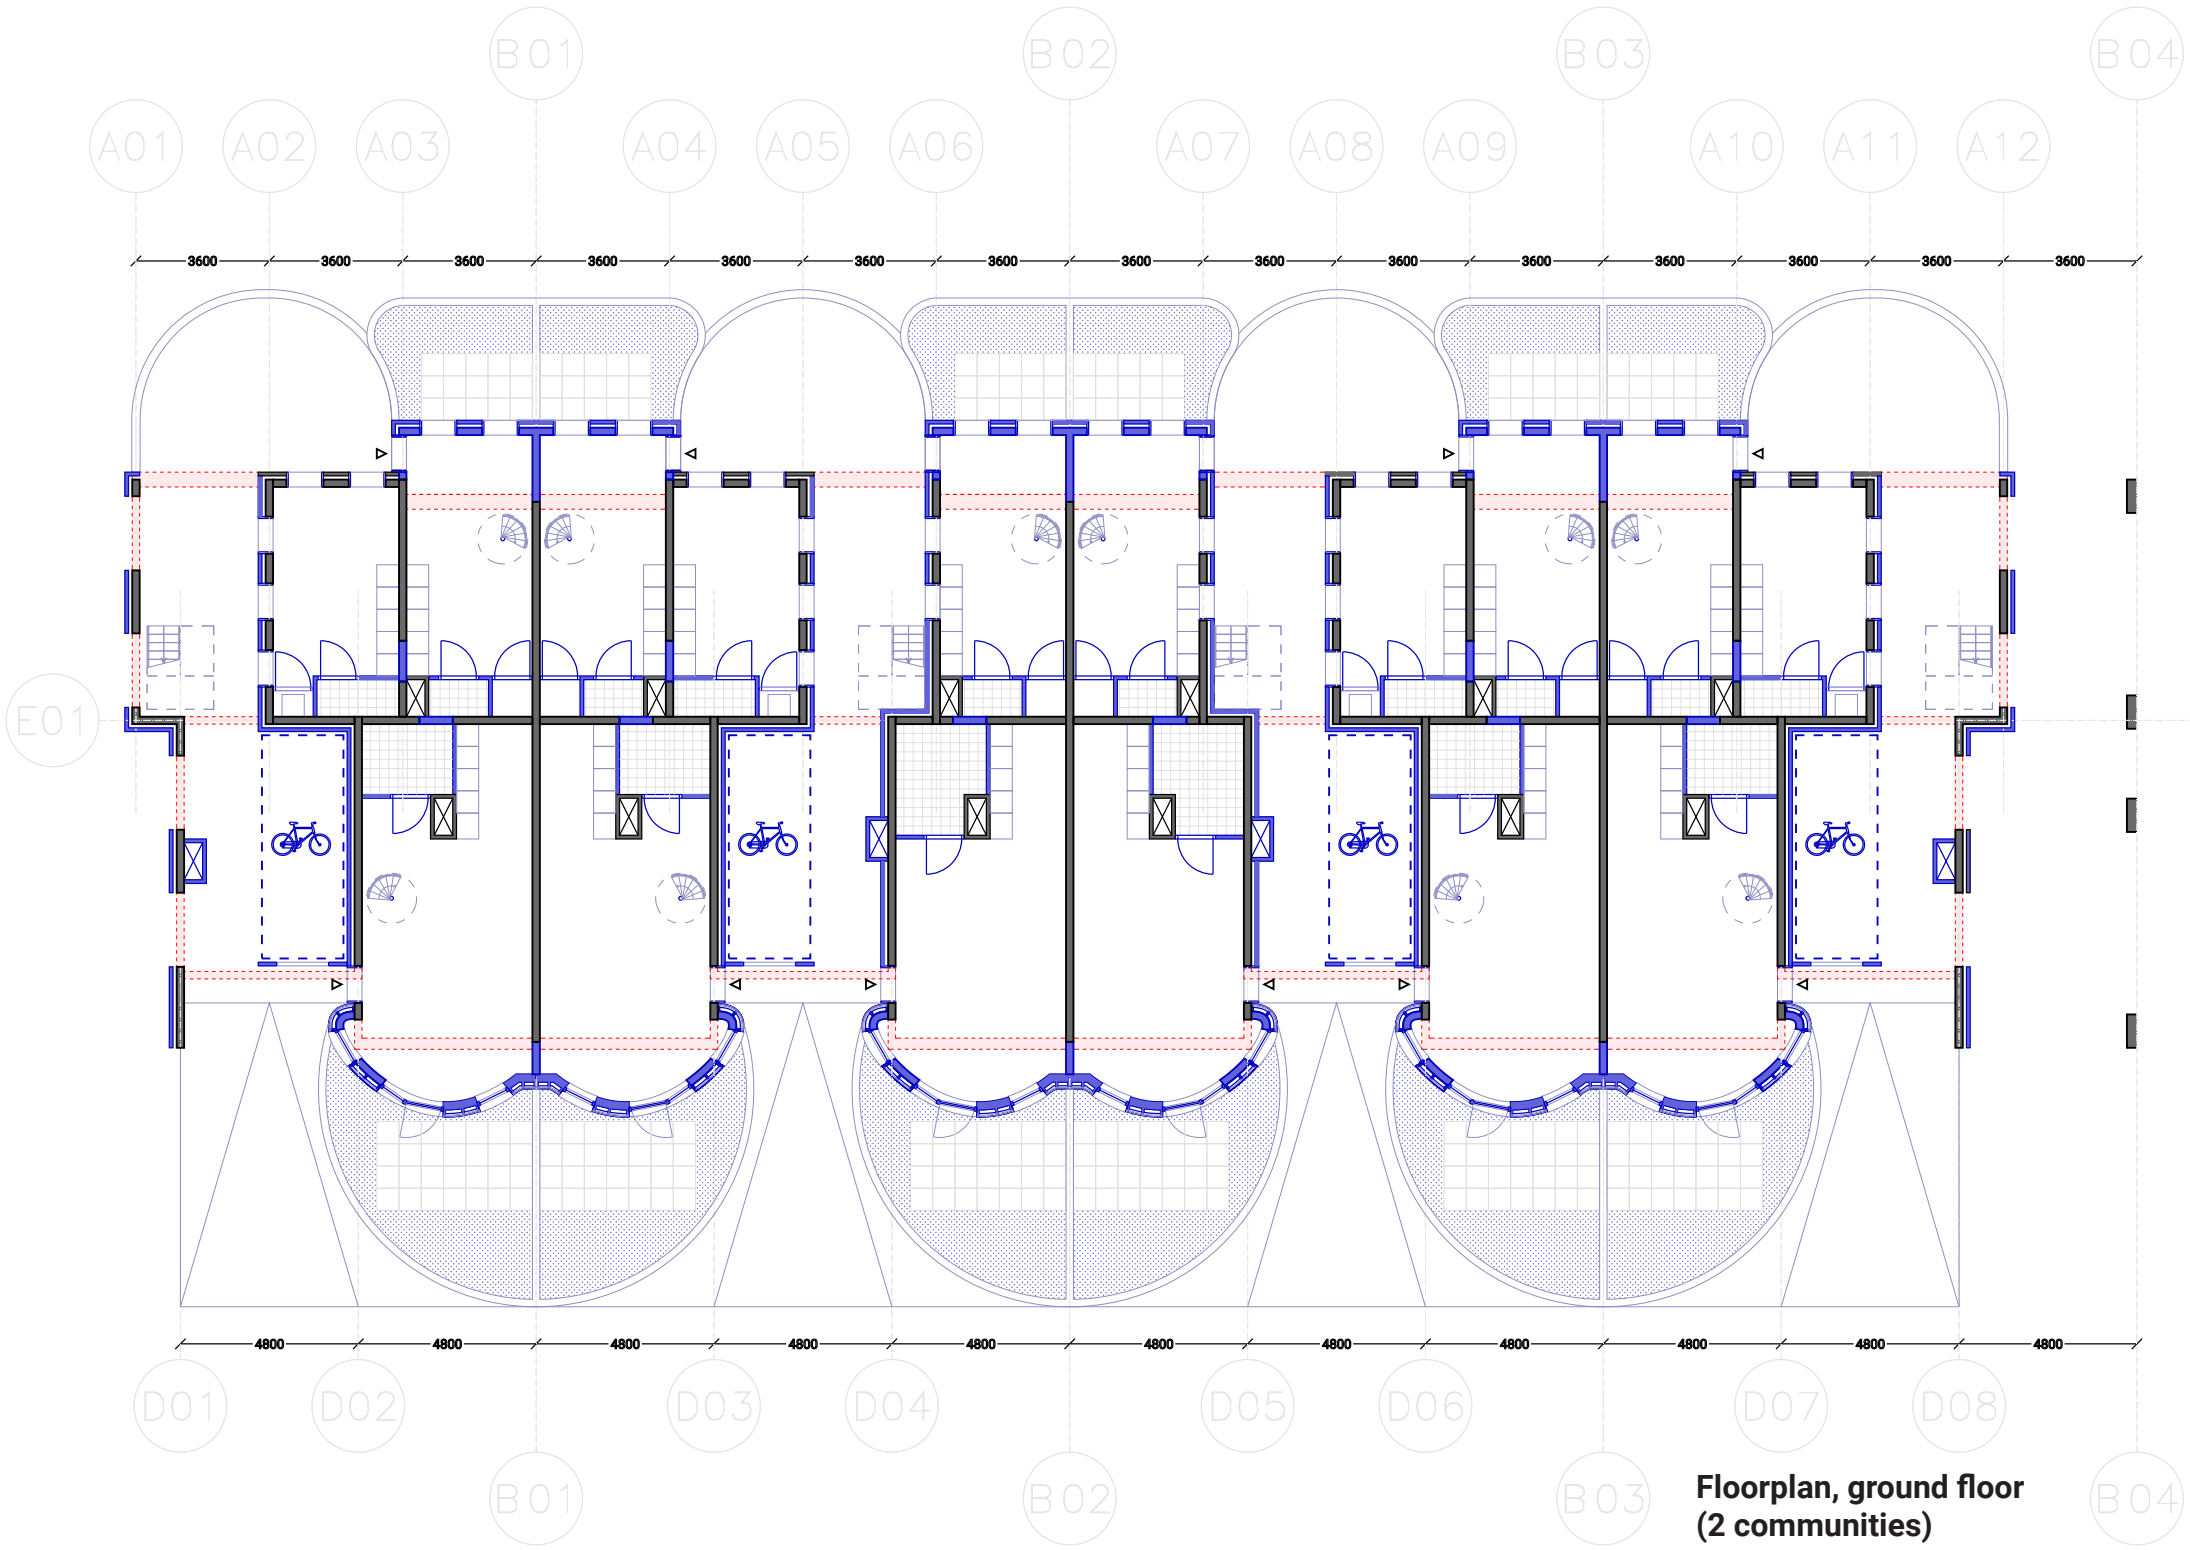 B01 B02 B03 B04
A01 A02 A03 A04 A05 A06 A07 A08 A09 A10 A11 A12
3600 3600 3600 3600 3600 3600 3600 3600 3600 3600 3600 3600 3600 3600 3600
E01
4800 4800 4800 4800 4800 4800 4800 4800 4800 4800 4800
D01 D02 D03 D04 D05 D06 D07 D08
B01 B02 B03 B04
Floorplan, ground floor
(2 communities)